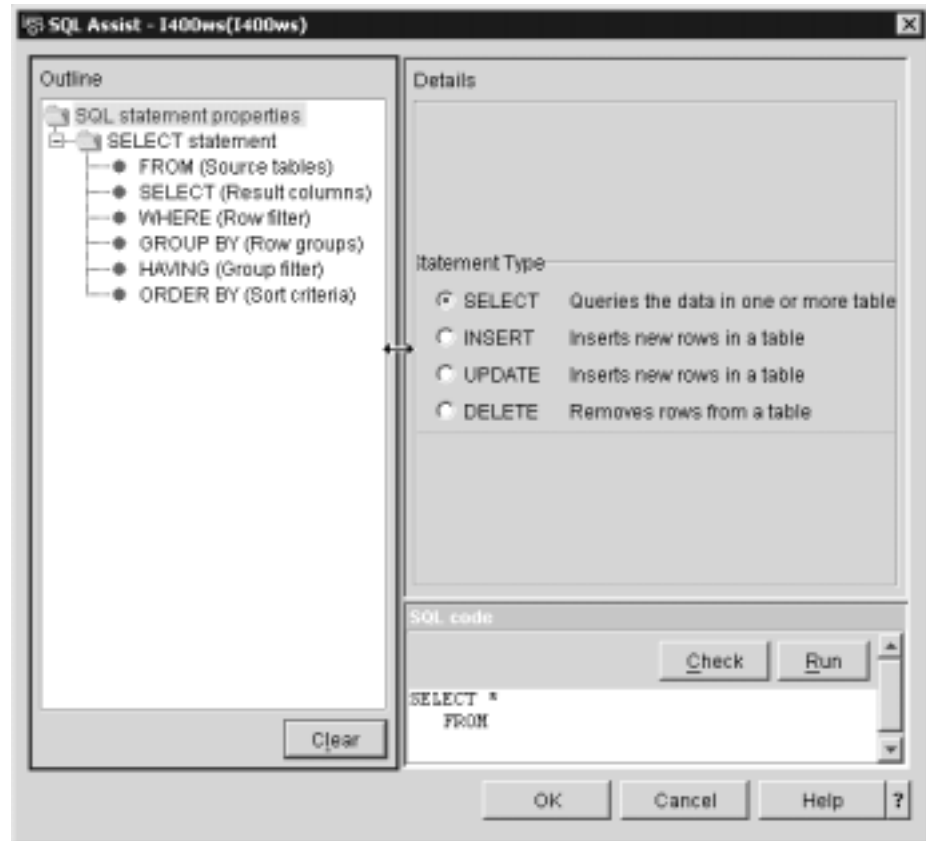 SQL Assist - I400ws(I400ws)
Outline
SQL statement properties
SELECT statement
FROM (Source tables)
SELECT (Result columns)
WHERE (Row filter)
GROUP BY (Row groups)
HAVING (Group filter)
ORDER BY (Sort criteria)
Clear
Details
tatement Type
SELECT Queries the data in one or more table
INSERT Inserts new rows in a table
UPDATE Inserts new rows in a table
DELETE Removes rows from a table
SQL code
Check Run
SELECT *
FROM
OK Cancel Help ?